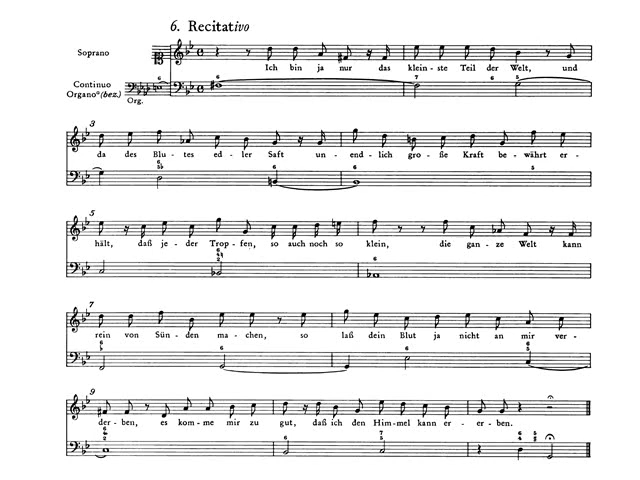 6. Recitativo
Soprano
Ich bin ja nur das klein-ste Teil der Welt, und
Continuo
Organo*(bez.)
Org.
3
da des Blu-tes ed-ler Saft un-end-lich gro-ße Kraft be-währt er-
5
hält, daß je-der Trop-fen, so auch noch so klein, die gan-ze Welt kann
7
rein von Sün-den ma-chen, so laß dein Blut ja nicht an mir ver-
9
der-ben, es kom-me mir zu gut, daß ich den Him-mel kann er-er-ben.